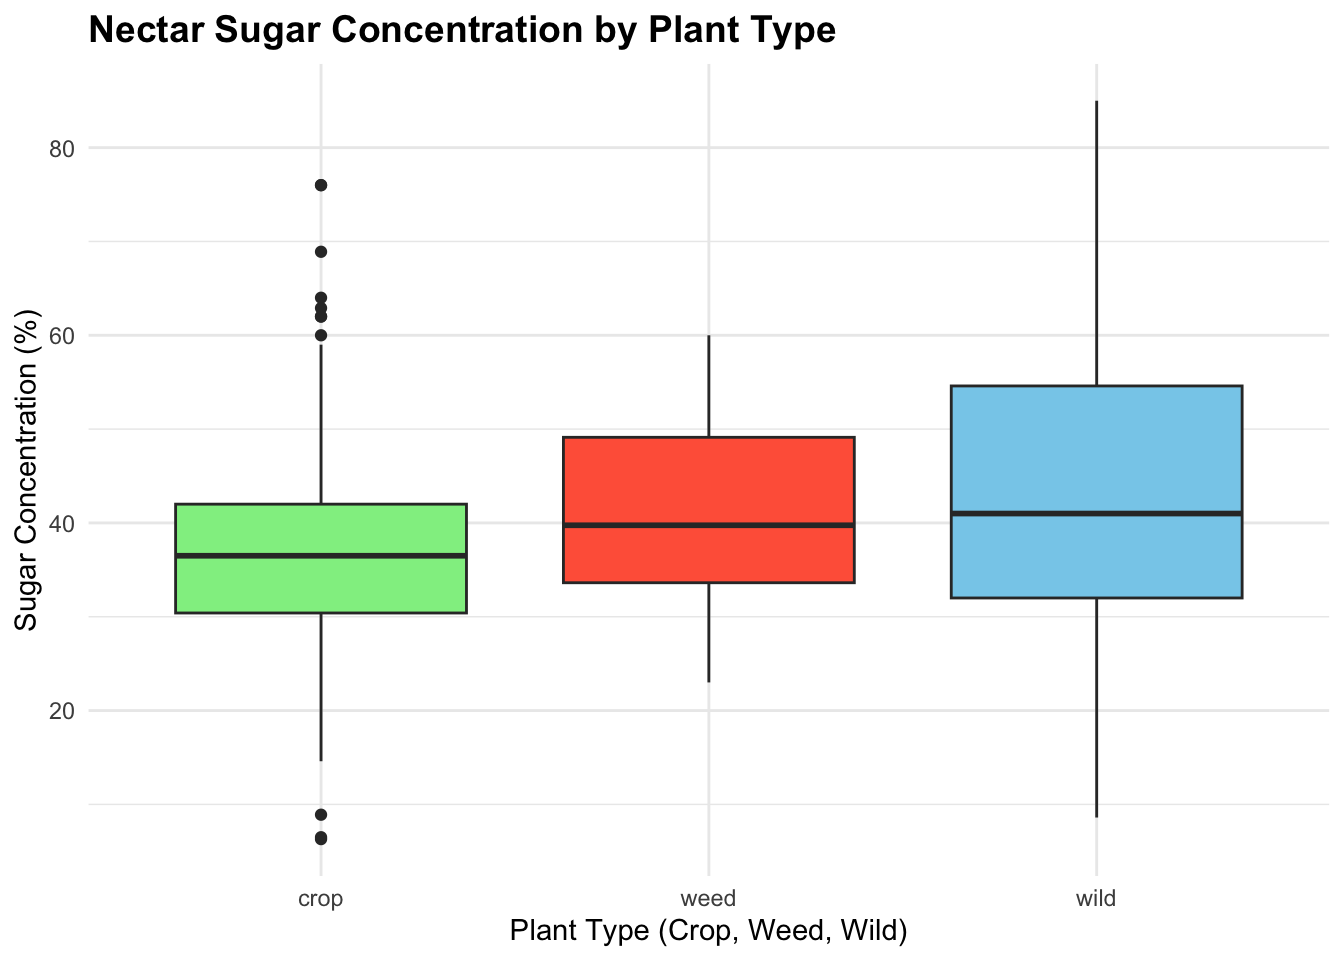 Nectar Sugar Concentration by Plant Type
Sugar Concentration (%)
80
60
40
20
crop weed wild
Plant Type (Crop, Weed, Wild)